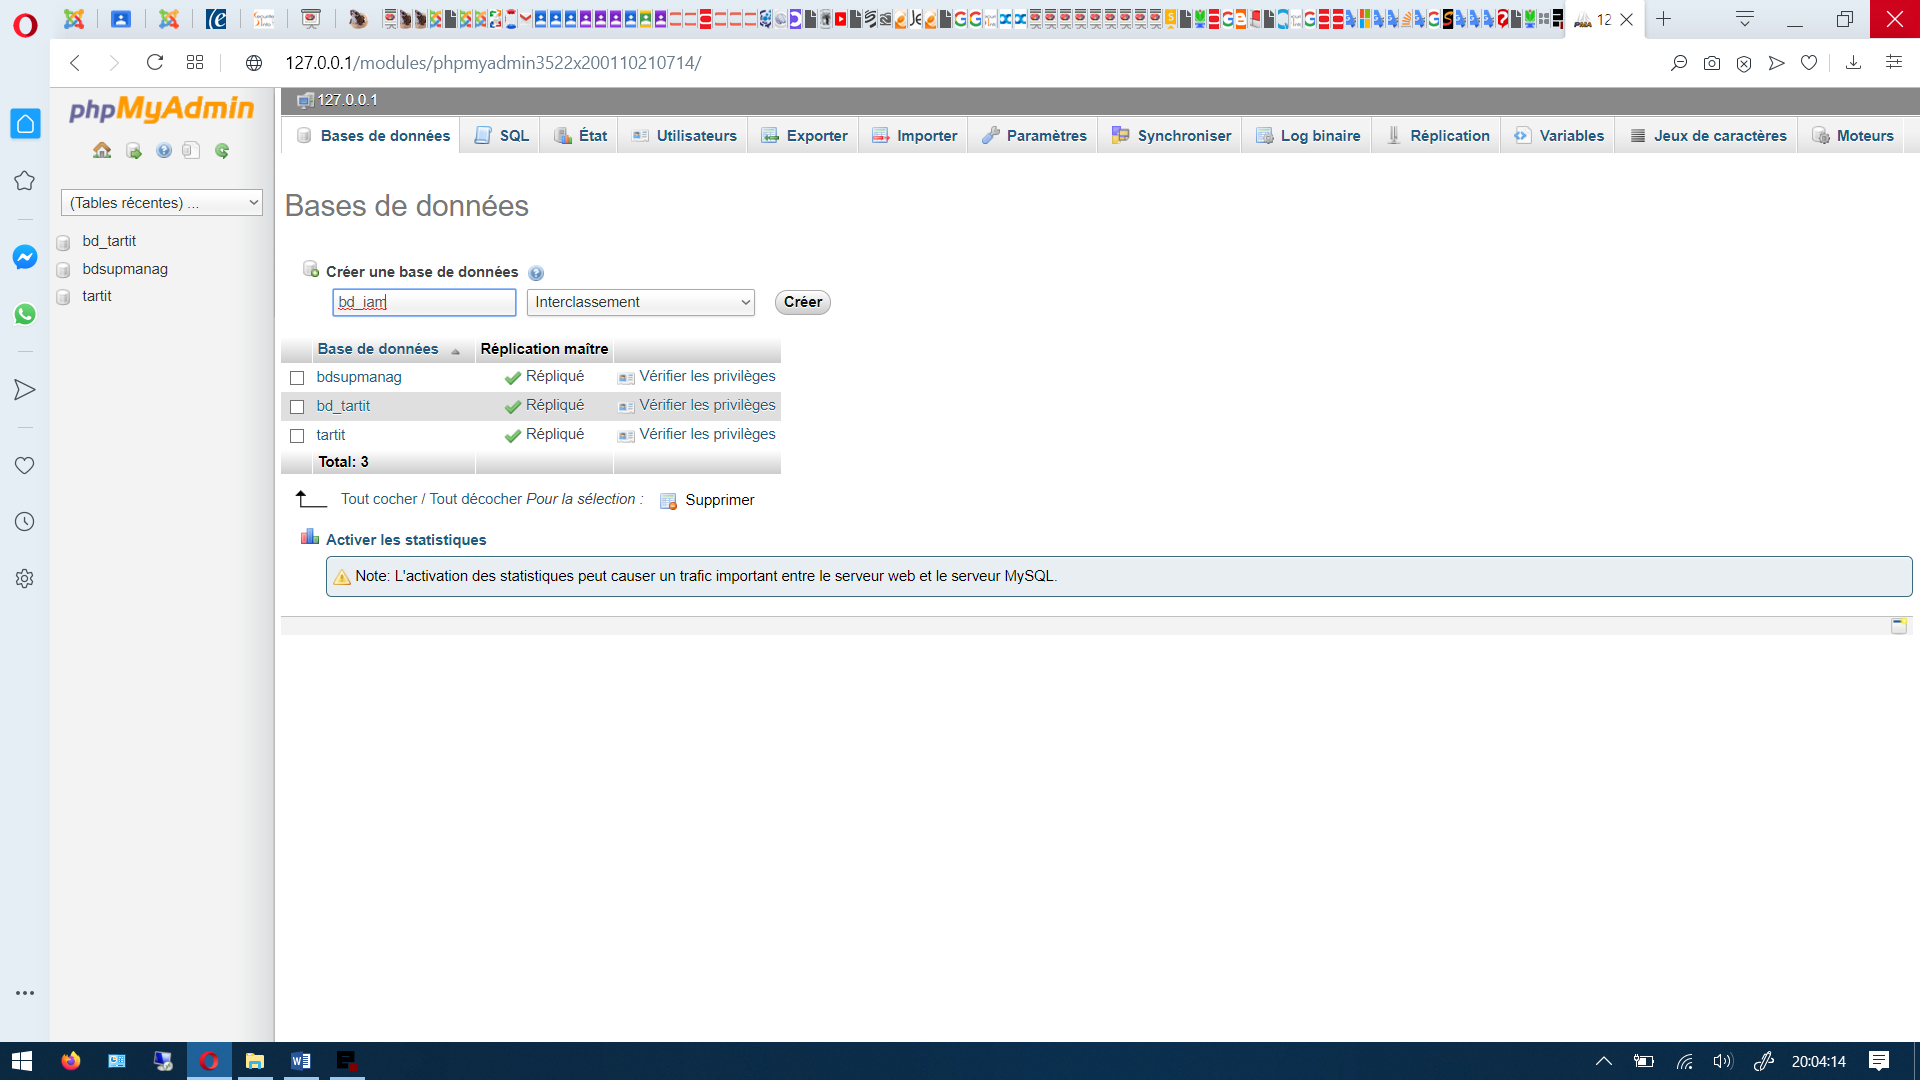 12
127.0.0.1/modules/phpmyadmin3522x200110210714/
phpMyAdmin
127.0.0.1
Bases de données
SQL
État
Utilisateurs
Exporter
Importer
Paramètres
Synchroniser
Log binaire
Réplication
Variables
Jeux de caractères
Moteurs
(Tables récentes) ...
bd_tartit
bdsupmanag
tartit
Bases de données
Créer une base de données
bd_iam
Interclassement
Créer
Base de données Réplication maître
bdsupmanag Répliqué Vérifier les privilèges
bd_tartit Répliqué Vérifier les privilèges
tartit Répliqué Vérifier les privilèges
Total: 3
Tout cocher / Tout décocher Pour la sélection : Supprimer
Activer les statistiques
Note: L'activation des statistiques peut causer un trafic important entre le serveur web et le serveur MySQL.
20:04:14